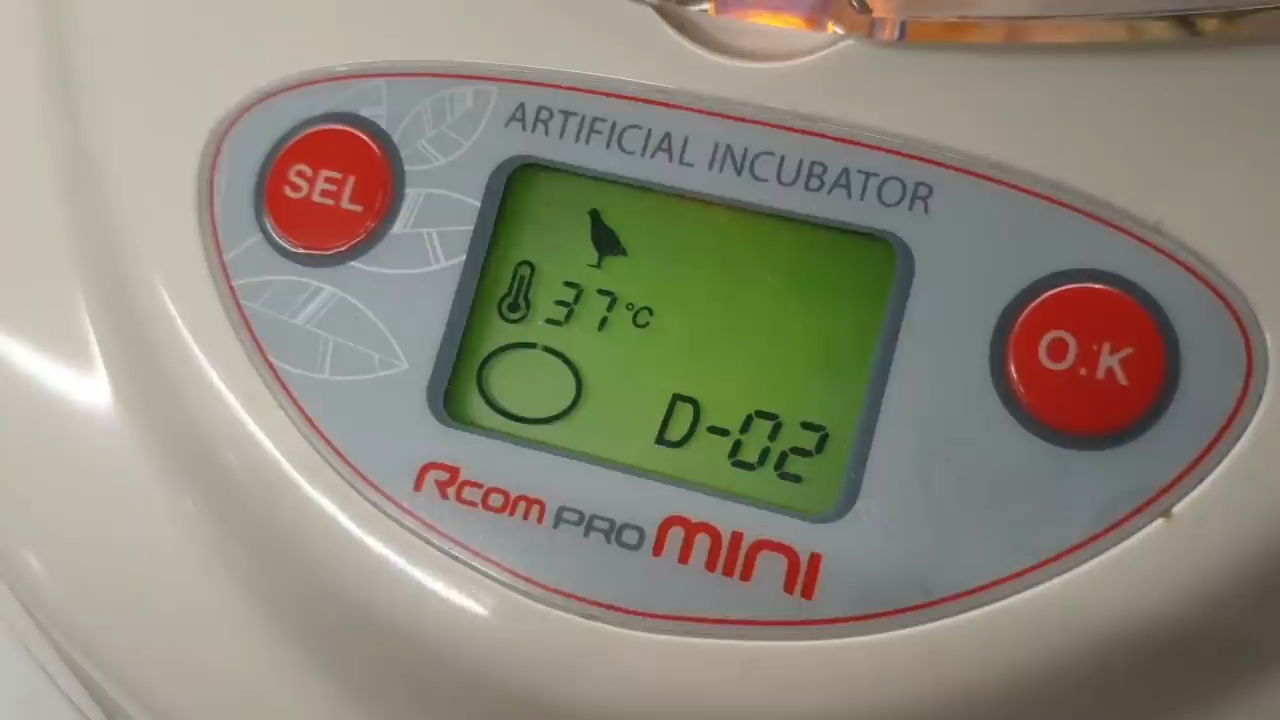 ARTIFICIAL INCUBATOR
SEL
37°C
O.K
D-02
Rcom PRO MINI